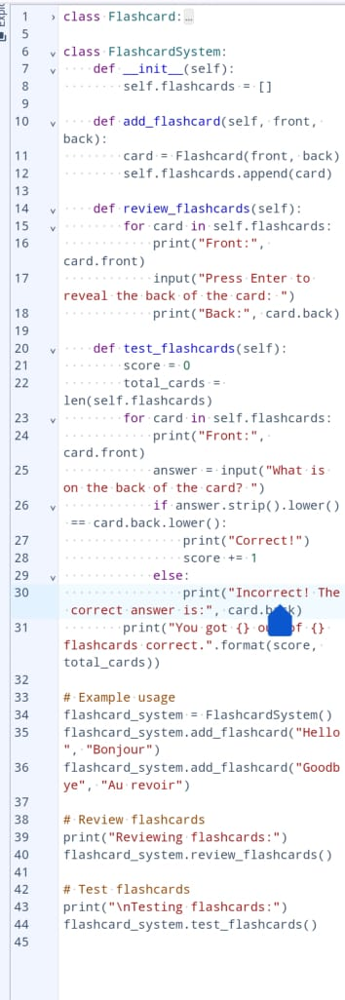 Explo
1 class Flashcard:…
5
6 class FlashcardSystem:
7 def __init__(self):
8 self.flashcards = []
9
10 def add_flashcard(self, front,
back):
11 card = Flashcard(front, back)
12 self.flashcards.append(card)
13
14 def review_flashcards(self):
15 for card in self.flashcards:
16 print("Front:",
card.front)
17 input("Press Enter to
reveal the back of the card: ")
18 print("Back:", card.back)
19
20 def test_flashcards(self):
21 score = 0
22 total_cards =
len(self.flashcards)
23 for card in self.flashcards:
24 print("Front:",
card.front)
25 answer = input("What is
on the back of the card? ")
26 if answer.strip().lower()
== card.back.lower():
27 print("Correct!")
28 score += 1
29 else:
30 print("Incorrect! The
correct answer is:", card.back)
31 print("You got {} out of {}
flashcards correct.".format(score,
total_cards))
32
33 # Example usage
34 flashcard_system = FlashcardSystem()
35 flashcard_system.add_flashcard("Hello
", "Bonjour")
36 flashcard_system.add_flashcard("Goodb
ye", "Au revoir")
37
38 # Review flashcards
39 print("Reviewing flashcards:")
40 flashcard_system.review_flashcards()
41
42 # Test flashcards
43 print("\nTesting flashcards:")
44 flashcard_system.test_flashcards()
45